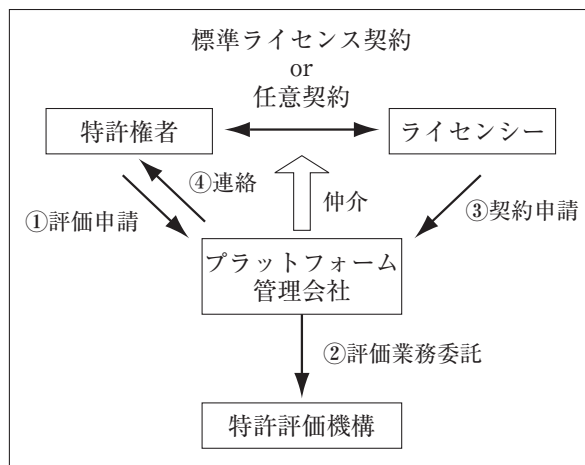 標準ライセンス契約
or
任意契約
特許権者
ライセンシー
④連絡
仲介
①評価申請
③契約申請
プラットフォーム
管理会社
②評価業務委託
特許評価機構